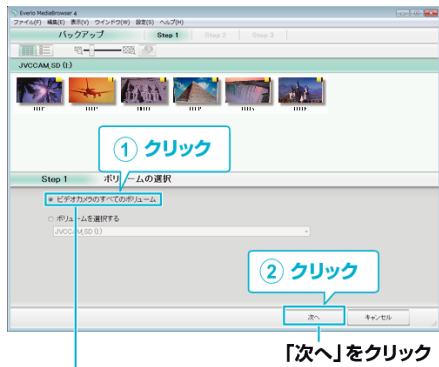 Everio MediaBrowser 4
ファイル(F) 編集(E) 表示(V) ウインドウ(W) 設定(S) ヘルプ(H)
バックアップ Step 1 Step 2 Step 3
JVCCAM_SD (I:)
① クリック
Step 1 ボリュームの選択
ビデオカメラのすべてのボリューム
ボリュームを選択する
JVCCAM_SD (I:)
② クリック
次へ キャンセル
「次へ」をクリック